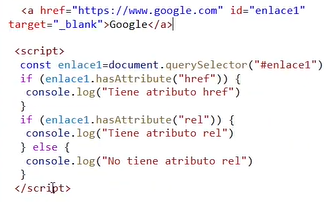 <a href="https://www.google.com" id="enlace1"
target="_blank">Google</a>
<script>
const enlace1=document.querySelector("#enlace1")
if (enlace1.hasAttribute("href")) {
console.log("Tiene atributo href")
}
if (enlace1.hasAttribute("rel")) {
console.log("Tiene atributo rel")
} else {
console.log("No tiene atributo rel")
}
</script>